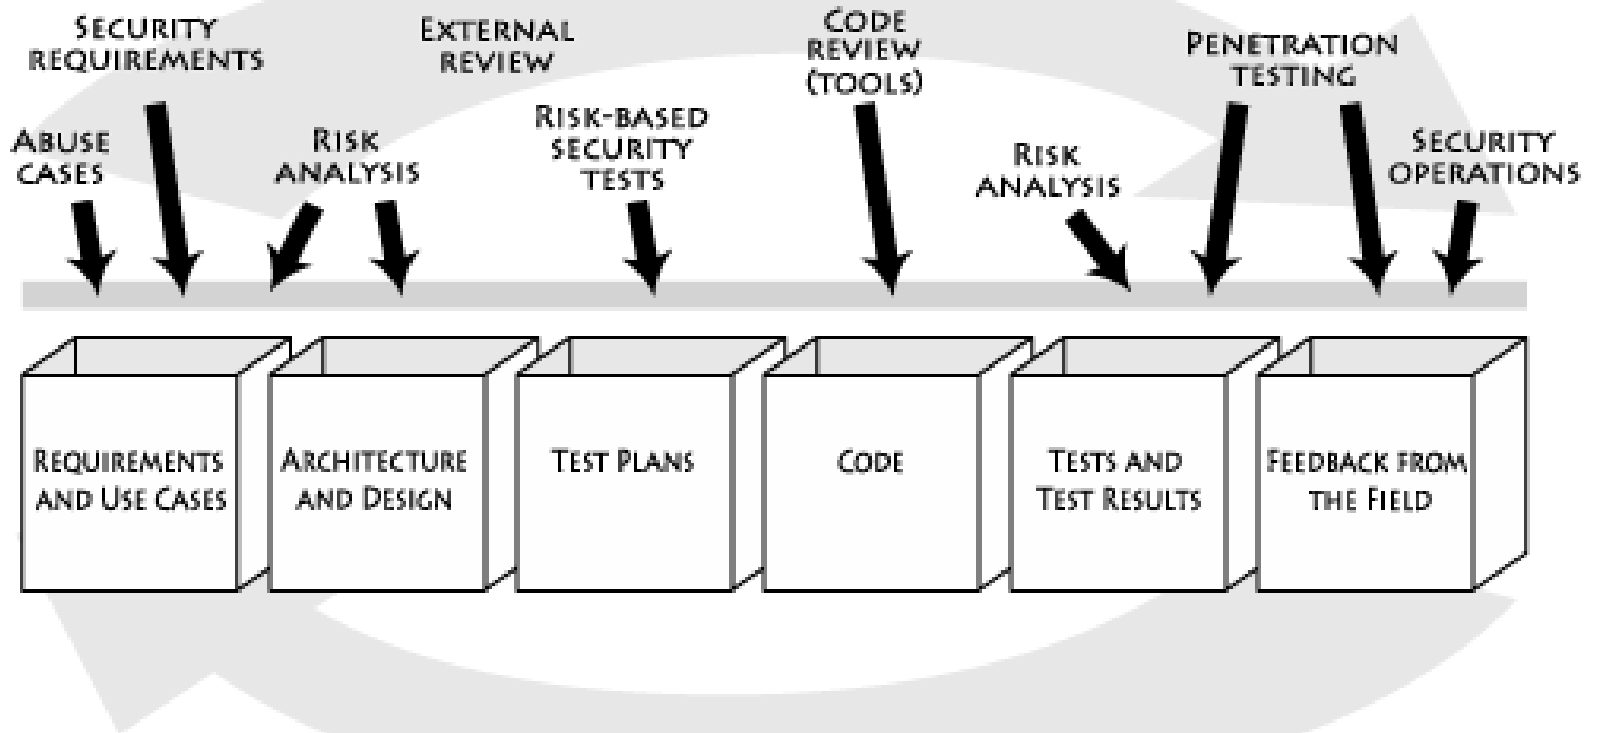 SECURITY
REQUIREMENTS
EXTERNAL
REVIEW
CODE
REVIEW
(TOOLS)
PENETRATION
TESTING
ABUSE
CASES
RISK
ANALYSIS
RISK-BASED
SECURITY
TESTS
RISK
ANALYSIS
SECURITY
OPERATIONS
REQUIREMENTS
AND USE CASES
ARCHITECTURE
AND DESIGN
TEST PLANS
CODE
TESTS AND
TEST RESULTS
FEEDBACK FROM
THE FIELD